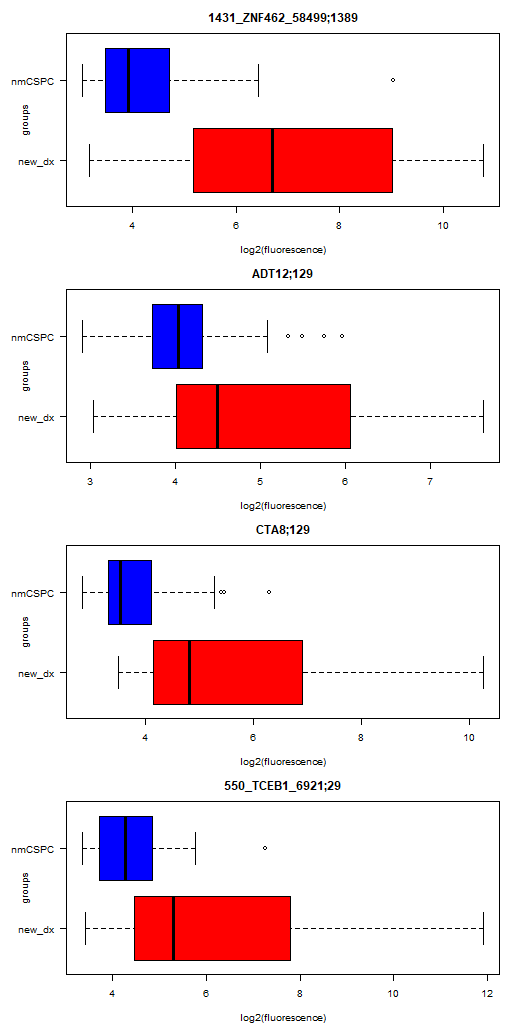 1431_ZNF462_58499;1389
nmCSPC
groups
new_dx
4 6 8 10
log2(fluorescence)
ADT12;129
nmCSPC
groups
new_dx
3 4 5 6 7
log2(fluorescence)
CTA8;129
nmCSPC
groups
new_dx
4 6 8 10
log2(fluorescence)
550_TCEB1_6921;29
nmCSPC
groups
new_dx
4 6 8 10 12
log2(fluorescence)